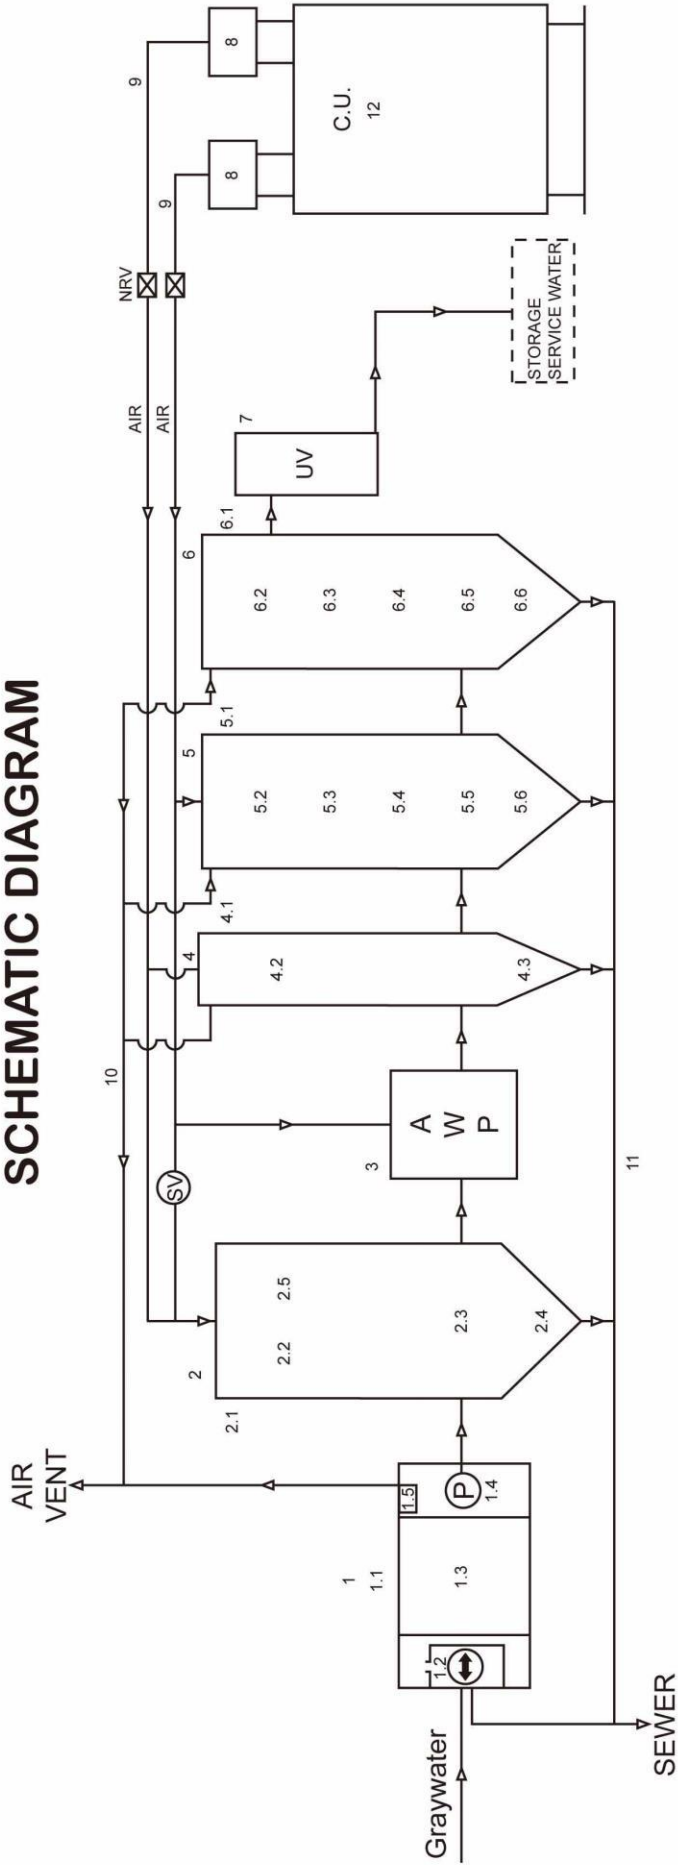 SCHEMATIC DIAGRAM
AIR
VENT
10
9
9
NRV
AIR
AIR
8
8
C.U.
12
SV
2
2.1
2.2
2.5
2.3
2.4
3
A
W
P
4
4.1
4.2
4.3
5
5.1
5.2
5.3
5.4
5.5
5.6
6
6.1
6.2
6.3
6.4
6.5
6.6
7
UV
STORAGE
SERVICE WATER
1
1.1
1.2
1.3
1.4
1.5
P
Graywater
11
SEWER